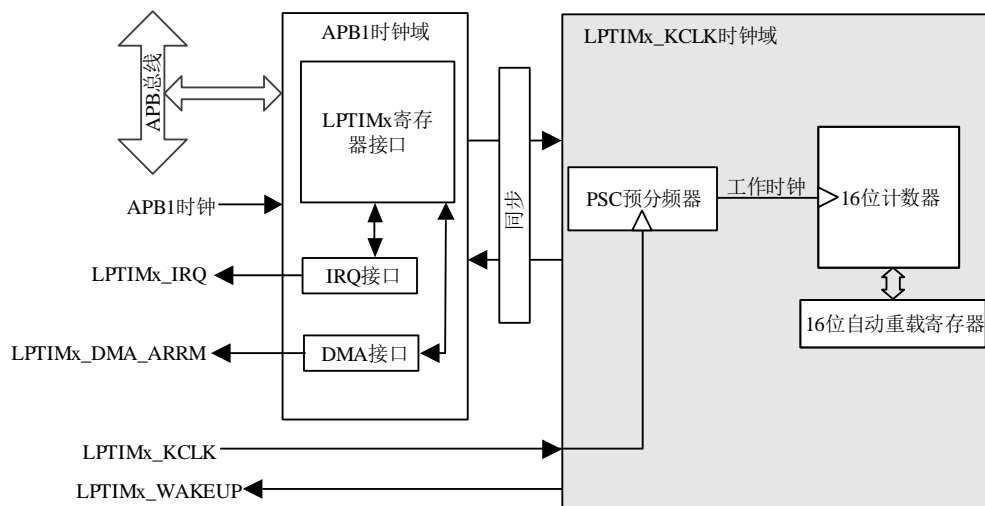 APB1时钟域
LPTIMx_KCLK时钟域
APB总线
LPTIMx寄存
器接口
同步
PSC预分频器
工作时钟
16位计数器
APB1时钟
LPTIMx_IRQ
IRQ接口
16位自动重载寄存器
LPTIMx_DMA_ARRM
DMA接口
LPTIMx_KCLK
LPTIMx_WAKEUP